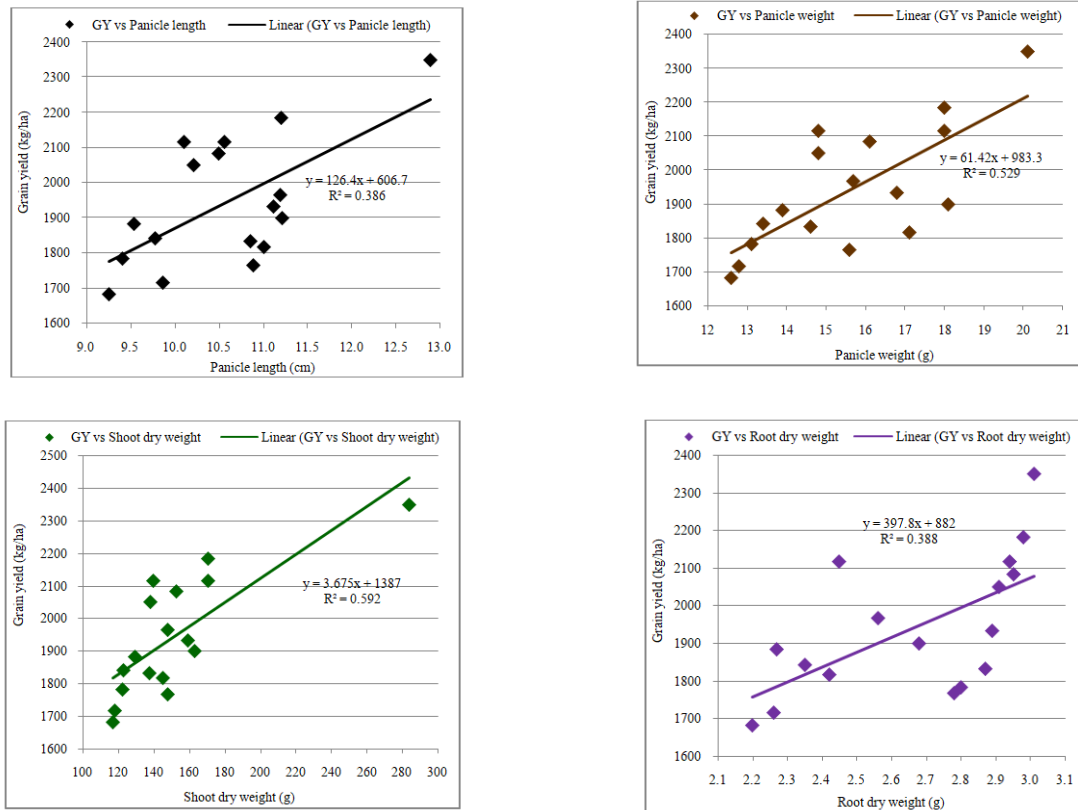 GY vs Panicle length Linear (GY vs Panicle length)
2400
2300
2200
2100
2000
1900
1800
1700
1600
Grain yield (kg/ha)
y = 126.4x + 606.7
R² = 0.386
9.0 9.5 10.0 10.5 11.0 11.5 12.0 12.5 13.0
Panicle length (cm)
GY vs Panicle weight Linear (GY vs Panicle weight)
2400
2300
2200
2100
2000
1900
1800
1700
1600
Grain yield (kg/ha)
y = 61.42x + 983.3
R² = 0.529
12 13 14 15 16 17 18 19 20 21
Panicle weight (g)
GY vs Shoot dry weight Linear (GY vs Shoot dry weight)
2500
2400
2300
2200
2100
2000
1900
1800
1700
1600
Grain yield (kg/ha)
y = 3.675x + 1387
R² = 0.592
100 120 140 160 180 200 220 240 260 280 300
Shoot dry weight (g)
GY vs Root dry weight Linear (GY vs Root dry weight)
2400
2300
2200
2100
2000
1900
1800
1700
1600
Grain yield (kg/ha)
y = 397.8x + 882
R² = 0.388
2.1 2.2 2.3 2.4 2.5 2.6 2.7 2.8 2.9 3.0 3.1
Root dry weight (g)